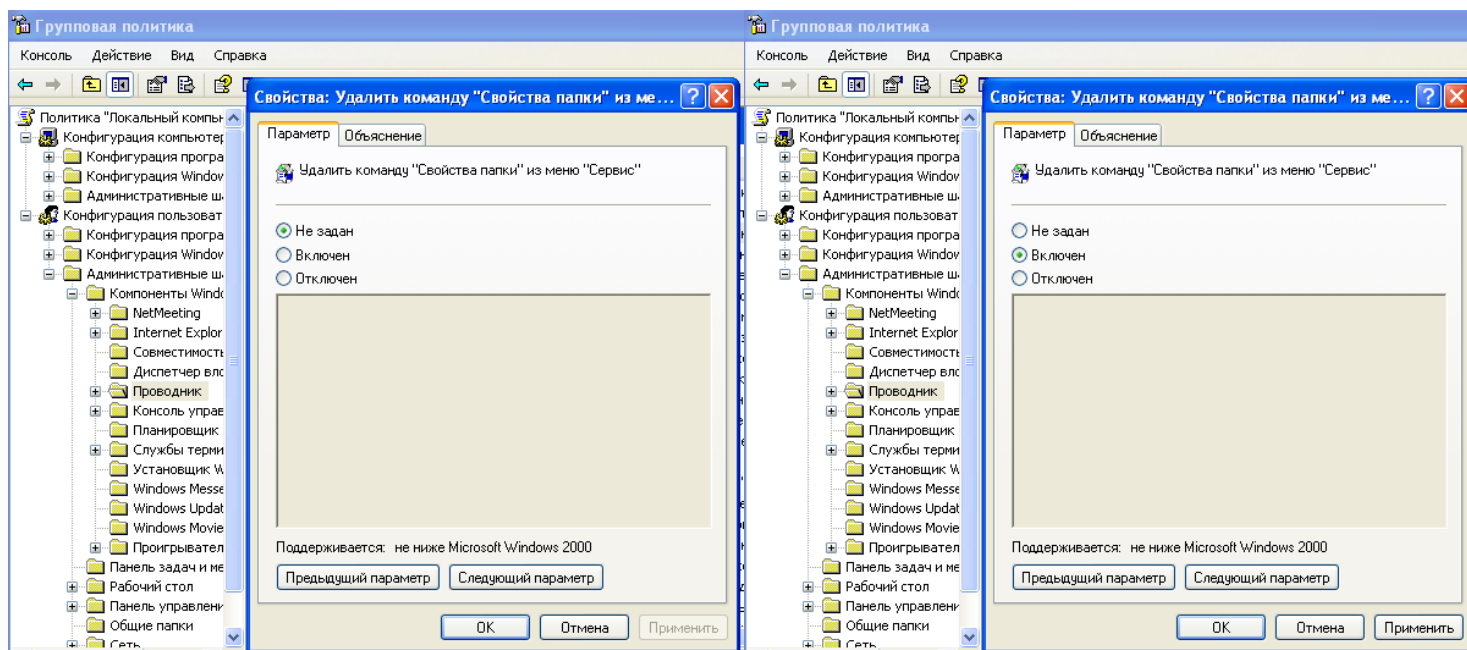 Групповая политика
Консоль Действие Вид Справка
Свойства: Удалить команду "Свойства папки" из ме...
Политика "Локальный компь
Конфигурация компьютер
Конфигурация програ
Конфигурация Window
Административные ш
Конфигурация пользоват
Конфигурация програ
Конфигурация Window
Административные ш
Компоненты Windo
NetMeeting
Internet Explor
Совместимость
Диспетчер вло
Проводник
Консоль управ
Планировщик
Службы терми
Установщик W
Windows Messe
Windows Updat
Windows Movie
Проигрывател
Панель задач и ме
Рабочий стол
Панель управлени
Общие папки
Сеть
Параметр Объяснение
Удалить команду "Свойства папки" из меню "Сервис"
Не задан
Включен
Отключен
Поддерживается: не ниже Microsoft Windows 2000
Предыдущий параметр Следующий параметр
OK Отмена Применить
Групповая политика
Консоль Действие Вид Справка
Свойства: Удалить команду "Свойства папки" из ме...
Политика "Локальный компь
Конфигурация компьютер
Конфигурация програ
Конфигурация Window
Административные ш
Конфигурация пользоват
Конфигурация програ
Конфигурация Window
Административные ш
Компоненты Windo
NetMeeting
Internet Explor
Совместимость
Диспетчер вло
Проводник
Консоль управ
Планировщик
Службы терми
Установщик W
Windows Messe
Windows Updat
Windows Movie
Проигрывател
Панель задач и ме
Рабочий стол
Панель управлени
Общие папки
Сеть
Параметр Объяснение
Удалить команду "Свойства папки" из меню "Сервис"
Не задан
Включен
Отключен
Поддерживается: не ниже Microsoft Windows 2000
Предыдущий параметр Следующий параметр
OK Отмена Применить